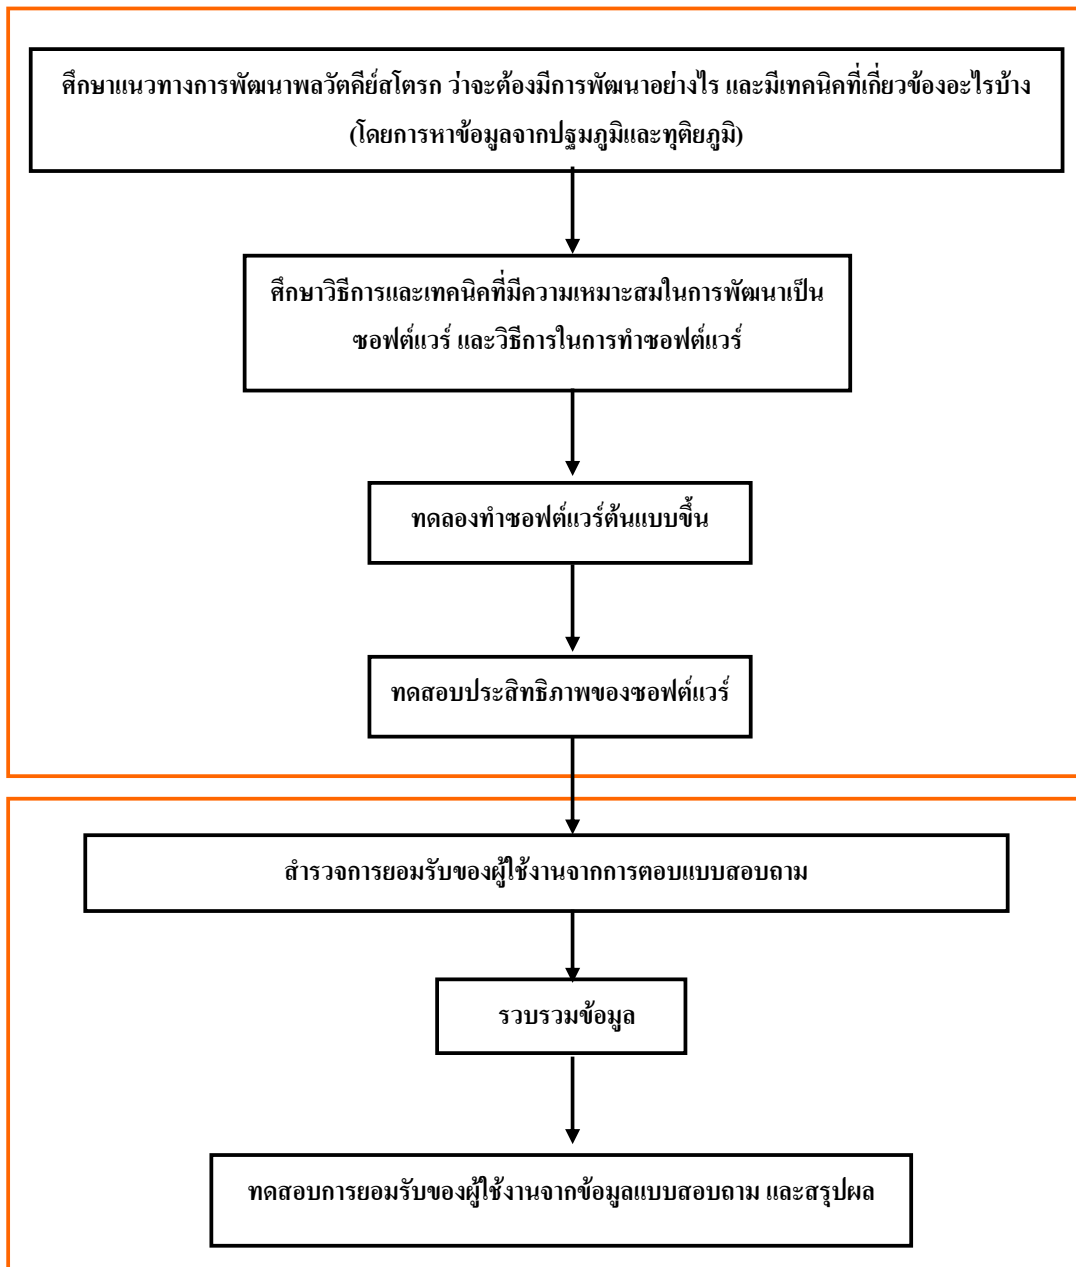 ศึกษาแนวทางการพัฒนาพลวัตคีย์สโตรก ว่าจะต้องมีการพัฒนาอย่างไร และมีเทคนิคที่เกี่ยวข้องอะไรบ้าง
(โดยการหาข้อมูลจากปฐมภูมิและทุติยภูมิ)
ศึกษาวิธีการและเทคนิคที่มีความเหมาะสมในการพัฒนาเป็น
ซอฟต์แวร์ และวิธีการในการทำซอฟต์แวร์
ทดลองทำซอฟต์แวร์ต้นแบบขึ้น
ทดสอบประสิทธิภาพของซอฟต์แวร์
สำรวจการยอมรับของผู้ใช้งานจากการตอบแบบสอบถาม
รวบรวมข้อมูล
ทดสอบการยอมรับของผู้ใช้งานจากข้อมูลแบบสอบถาม และสรุปผล